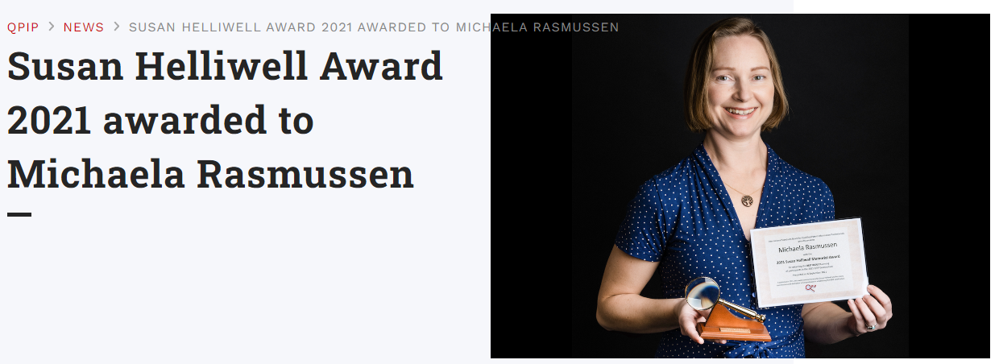 QPIP > NEWS > SUSAN HELLIWELL AWARD 2021 AWARDED TO MICHAELA RASMUSSEN
Susan Helliwell Award
2021 awarded to
Michaela Rasmussen
Michaela Rasmussen
2021 Susan Helliwell Memorial Award
QPIP